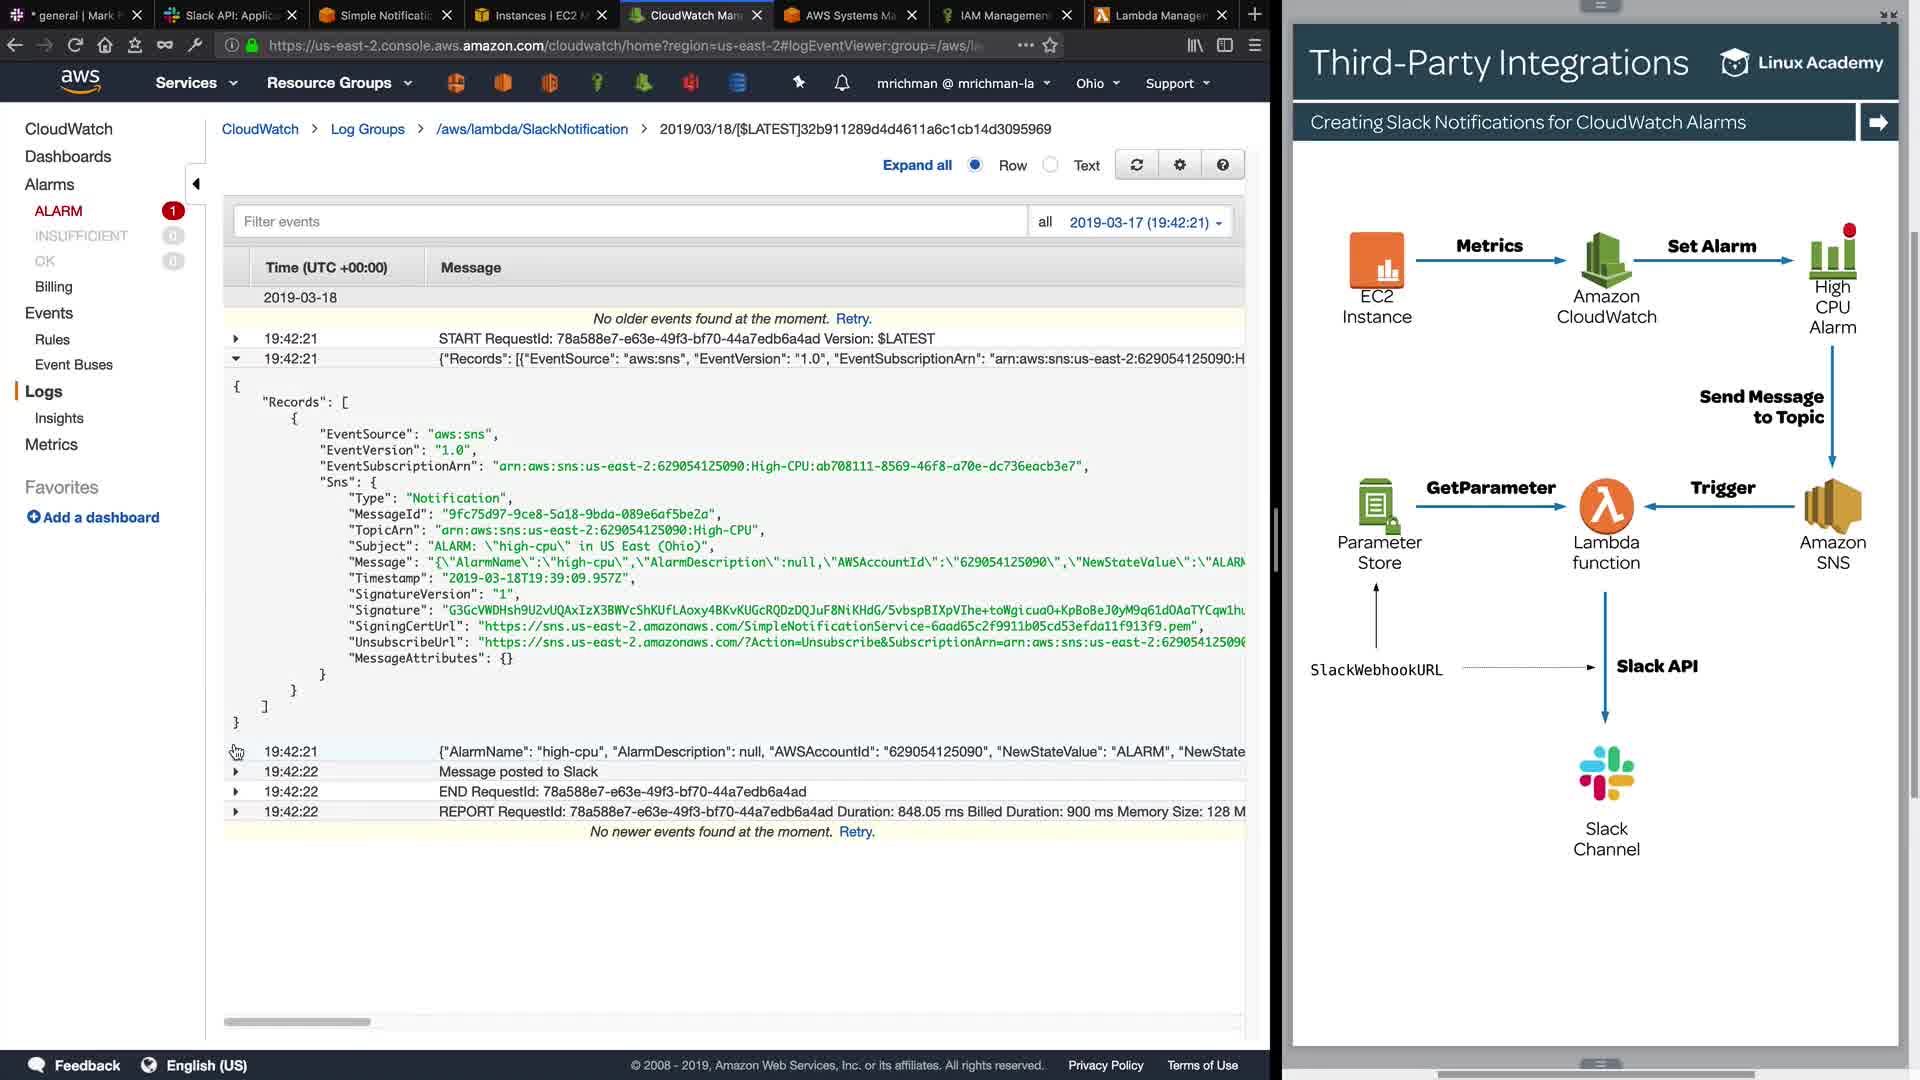 * general | Mark R
Slack API: Applic
Simple Notificatio
Instances | EC2 M
CloudWatch Man
AWS Systems Ma
IAM Management
Lambda Manager
https://us-east-2.console.aws.amazon.com/cloudwatch/home?region=us-east-2#logEventViewer:group=/aws/la
aws
Services
Resource Groups
mrichman @ mrichman-la
Ohio
Support
CloudWatch
Dashboards
Alarms
ALARM 1
INSUFFICIENT 0
OK 0
Billing
Events
Rules
Event Buses
Logs
Insights
Metrics
Favorites
Add a dashboard
CloudWatch > Log Groups > /aws/lambda/SlackNotification > 2019/03/18/[$LATEST]32b911289d4d4611a6c1cb14d3095969
Expand all Row Text
Filter events
all 2019-03-17 (19:42:21)
Time (UTC +00:00) Message
2019-03-18
No older events found at the moment. Retry.
19:42:21 START RequestId: 78a588e7-e63e-49f3-bf70-44a7edb6a4ad Version: $LATEST
19:42:21 {"Records": [{"EventSource": "aws:sns", "EventVersion": "1.0", "EventSubscriptionArn": "arn:aws:sns:us-east-2:629054125090:H
{
"Records": [
{
"EventSource": "aws:sns",
"EventVersion": "1.0",
"EventSubscriptionArn": "arn:aws:sns:us-east-2:629054125090:High-CPU:ab708111-8569-46f8-a70e-dc736eacb3e7",
"Sns": {
"Type": "Notification",
"MessageId": "9fc75d97-9ce8-5a18-9bda-089e6af5be2a",
"TopicArn": "arn:aws:sns:us-east-2:629054125090:High-CPU",
"Subject": "ALARM: \"high-cpu\" in US East (Ohio)",
"Message": "{\"AlarmName\":\"high-cpu\",\"AlarmDescription\":null,\"AWSAccountId\":\"629054125090\",\"NewStateValue\":\"ALARM
"Timestamp": "2019-03-18T19:39:09.957Z",
"SignatureVersion": "1",
"Signature": "G3GcVWDHsh9U2vUQAxIzX3BWVcShKUfLAoxy4BKvKUGcRQDzDQJuF8NiKHdG/5vbspBIXpVIhe+toWgicuaO+KpBoBeJ0yM9q61dOAaTYCqw1hu
"SigningCertUrl": "https://sns.us-east-2.amazonaws.com/SimpleNotificationService-6aad65c2f9911b05cd53efda11f913f9.pem",
"UnsubscribeUrl": "https://sns.us-east-2.amazonaws.com/?Action=Unsubscribe&SubscriptionArn=arn:aws:sns:us-east-2:629054125090
"MessageAttributes": {}
}
}
]
}
19:42:21 {"AlarmName": "high-cpu", "AlarmDescription": null, "AWSAccountId": "629054125090", "NewStateValue": "ALARM", "NewState
19:42:22 Message posted to Slack
19:42:22 END RequestId: 78a588e7-e63e-49f3-bf70-44a7edb6a4ad
19:42:22 REPORT RequestId: 78a588e7-e63e-49f3-bf70-44a7edb6a4ad Duration: 848.05 ms Billed Duration: 900 ms Memory Size: 128 M
No newer events found at the moment. Retry.
Feedback English (US)
© 2008 - 2019, Amazon Web Services, Inc. or its affiliates. All rights reserved. Privacy Policy Terms of Use
Third-Party Integrations
Linux Academy
Creating Slack Notifications for CloudWatch Alarms
Metrics
Set Alarm
EC2
Instance
Amazon
CloudWatch
High
CPU
Alarm
Send Message
to Topic
GetParameter
Trigger
Parameter
Store
Lambda
function
Amazon
SNS
SlackWebhookURL
Slack API
Slack
Channel